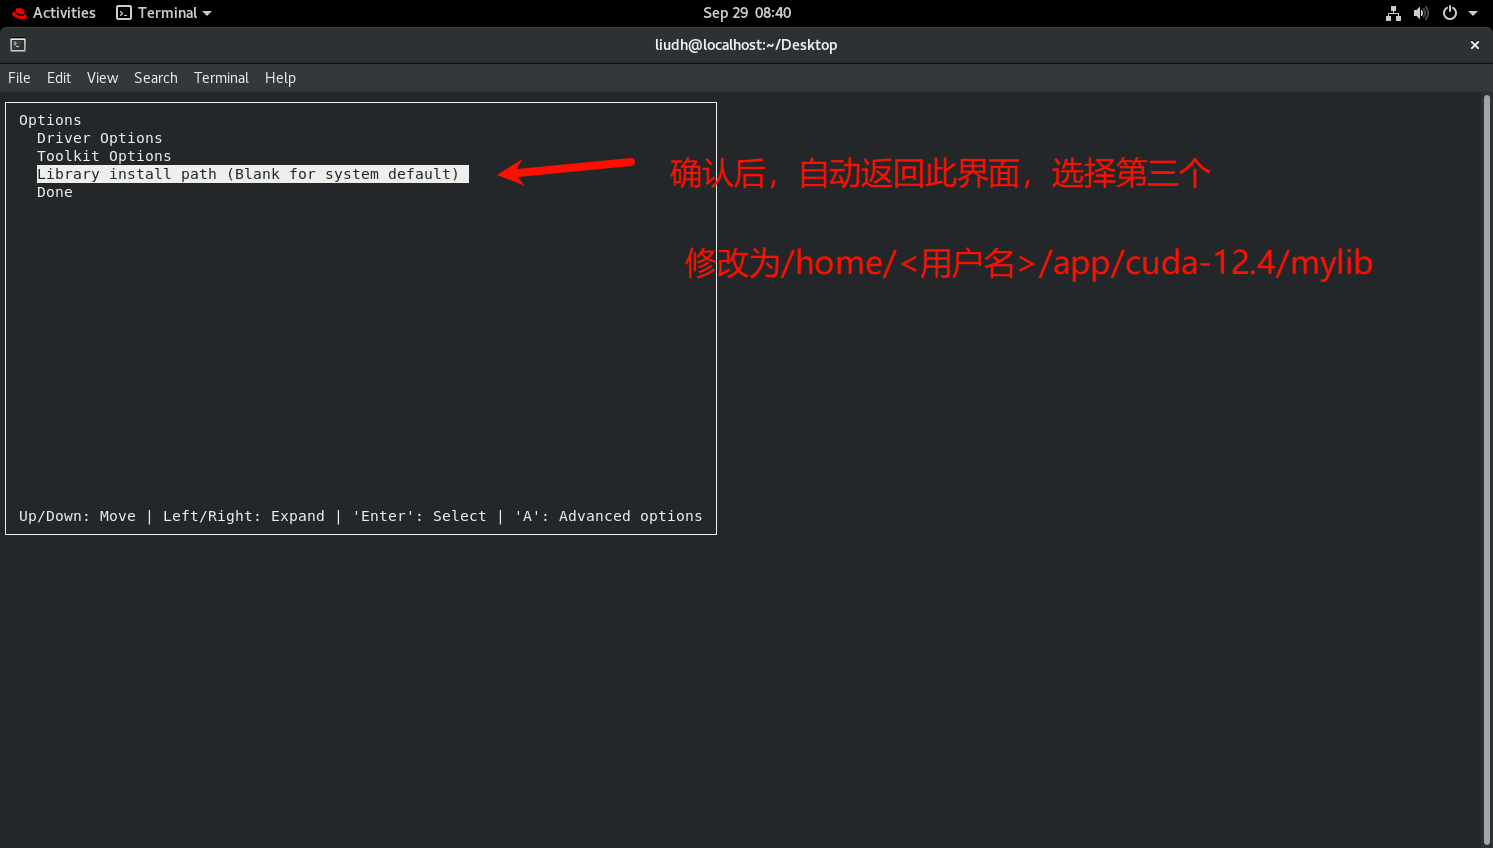 Activities Terminal Sep 29 08:40
liudh@localhost:~/Desktop
File Edit View Search Terminal Help
Options
Driver Options
Toolkit Options
Library install path (Blank for system default)
Done
确认后，自动返回此界面，选择第三个
修改为/home/<用户名>/app/cuda-12.4/mylib
Up/Down: Move | Left/Right: Expand | 'Enter': Select | 'A': Advanced options